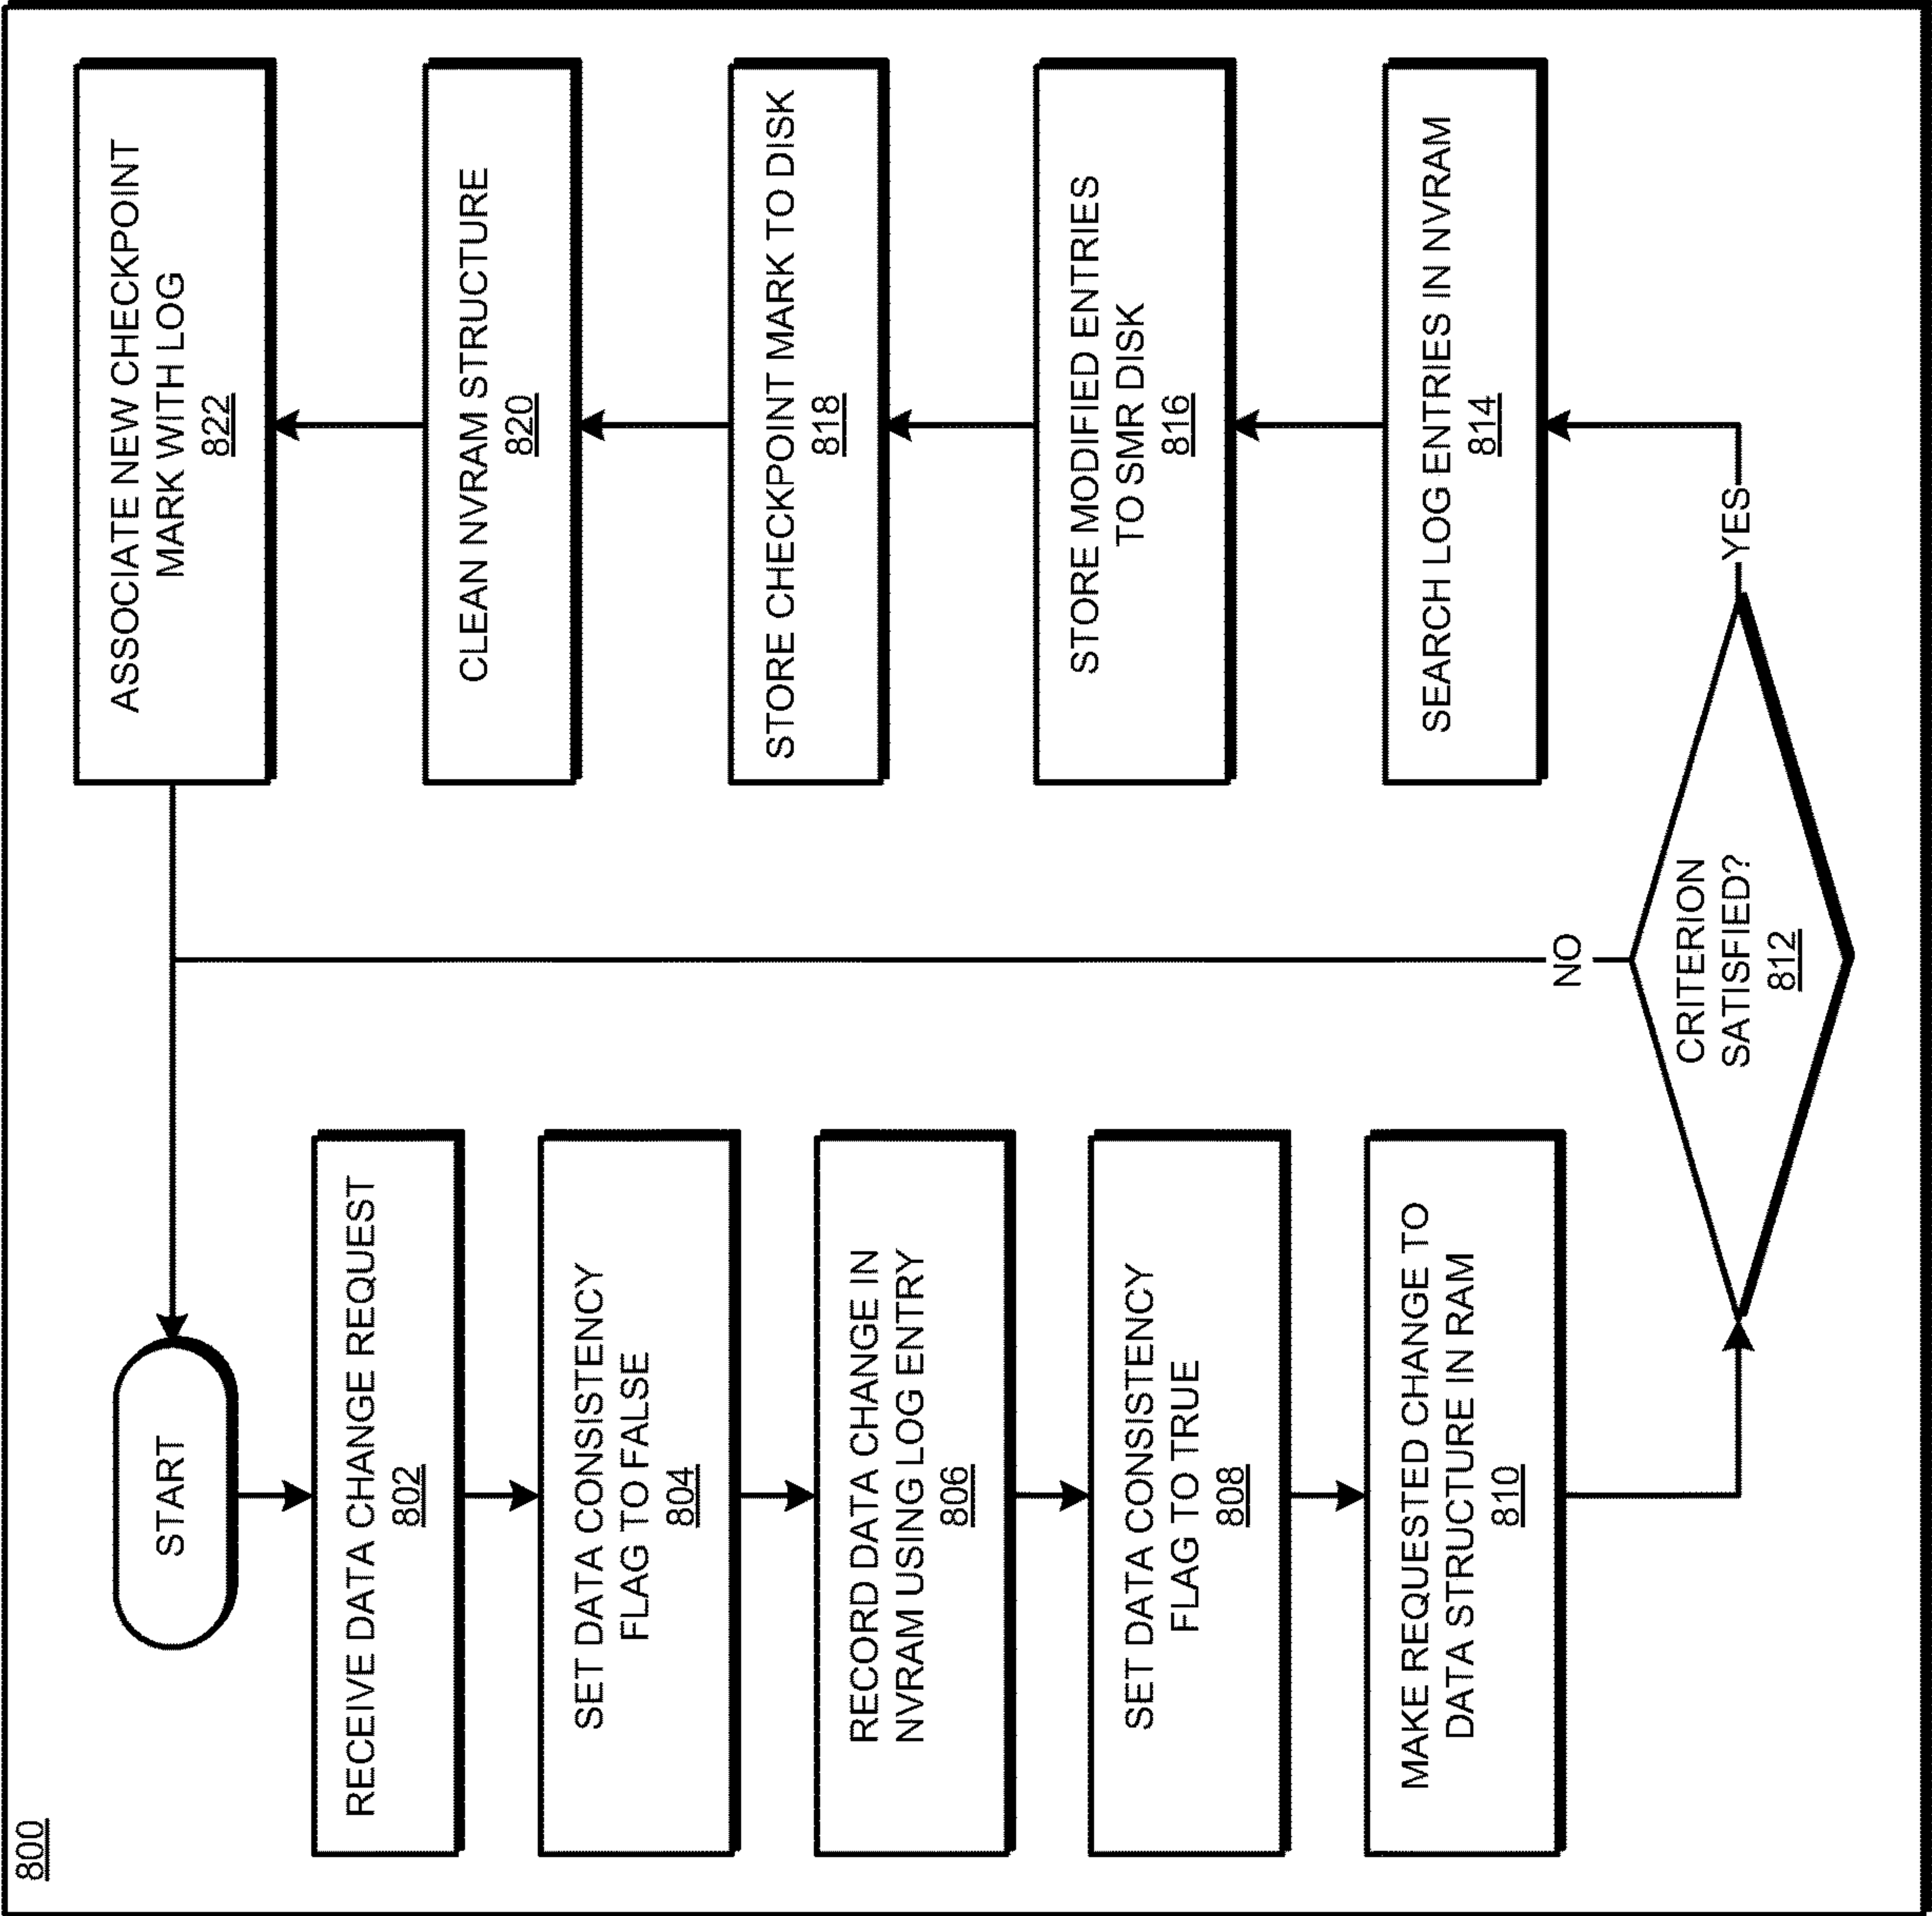 800
START
RECEIVE DATA CHANGE REQUEST
802
SET DATA CONSISTENCY
FLAG TO FALSE
804
RECORD DATA CHANGE IN
NVRAM USING LOG ENTRY
806
SET DATA CONSISTENCY
FLAG TO TRUE
808
MAKE REQUESTED CHANGE TO
DATA STRUCTURE IN RAM
810
CRITERION
SATISFIED?
812
NO
YES
SEARCH LOG ENTRIES IN NVRAM
814
STORE MODIFIED ENTRIES
TO SMR DISK
816
STORE CHECKPOINT MARK TO DISK
818
CLEAN NVRAM STRUCTURE
820
ASSOCIATE NEW CHECKPOINT
MARK WITH LOG
822